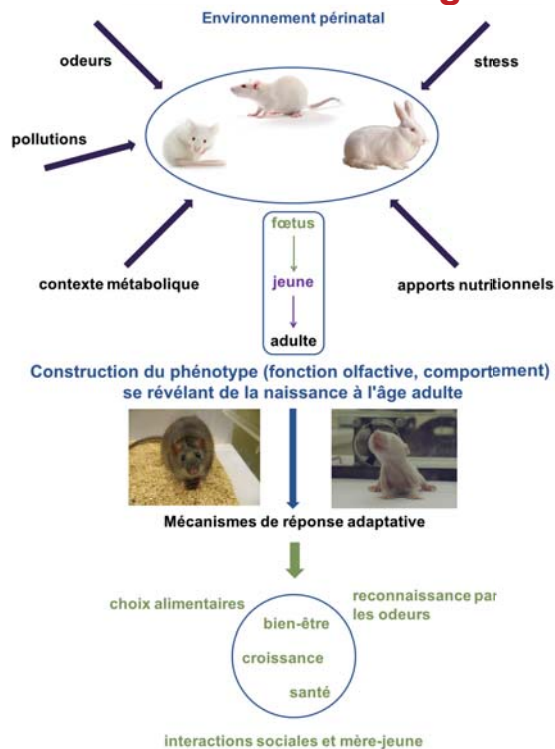 Environnement périnatal
odeurs
stress
pollutions
contexte métabolique
apports nutritionnels
fœtus
jeune
adulte
Construction du phénotype (fonction olfactive, comportement)
se révélant de la naissance à l'âge adulte
Mécanismes de réponse adaptative
choix alimentaires
reconnaissance par
les odeurs
bien-être
croissance
santé
interactions sociales et mère-jeune